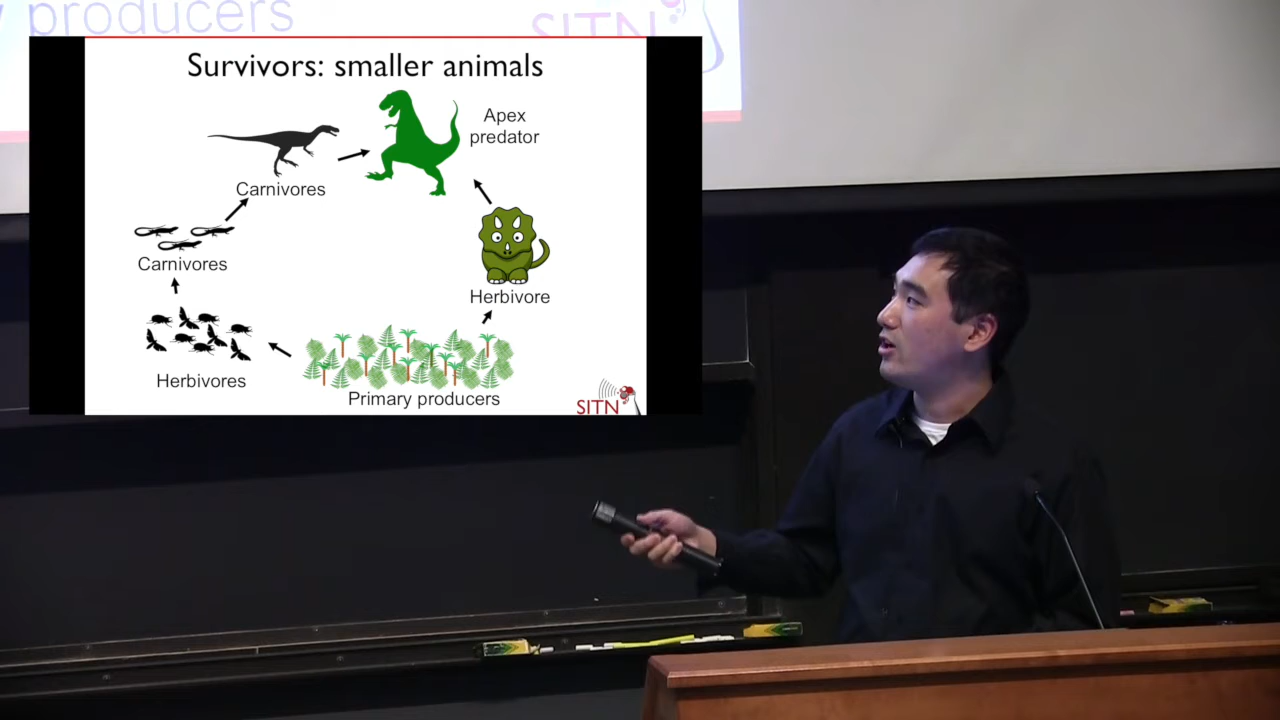 producers
SITN
Survivors: smaller animals
Apex
predator
Carnivores
Carnivores
Herbivore
Herbivores
Primary producers
SITN